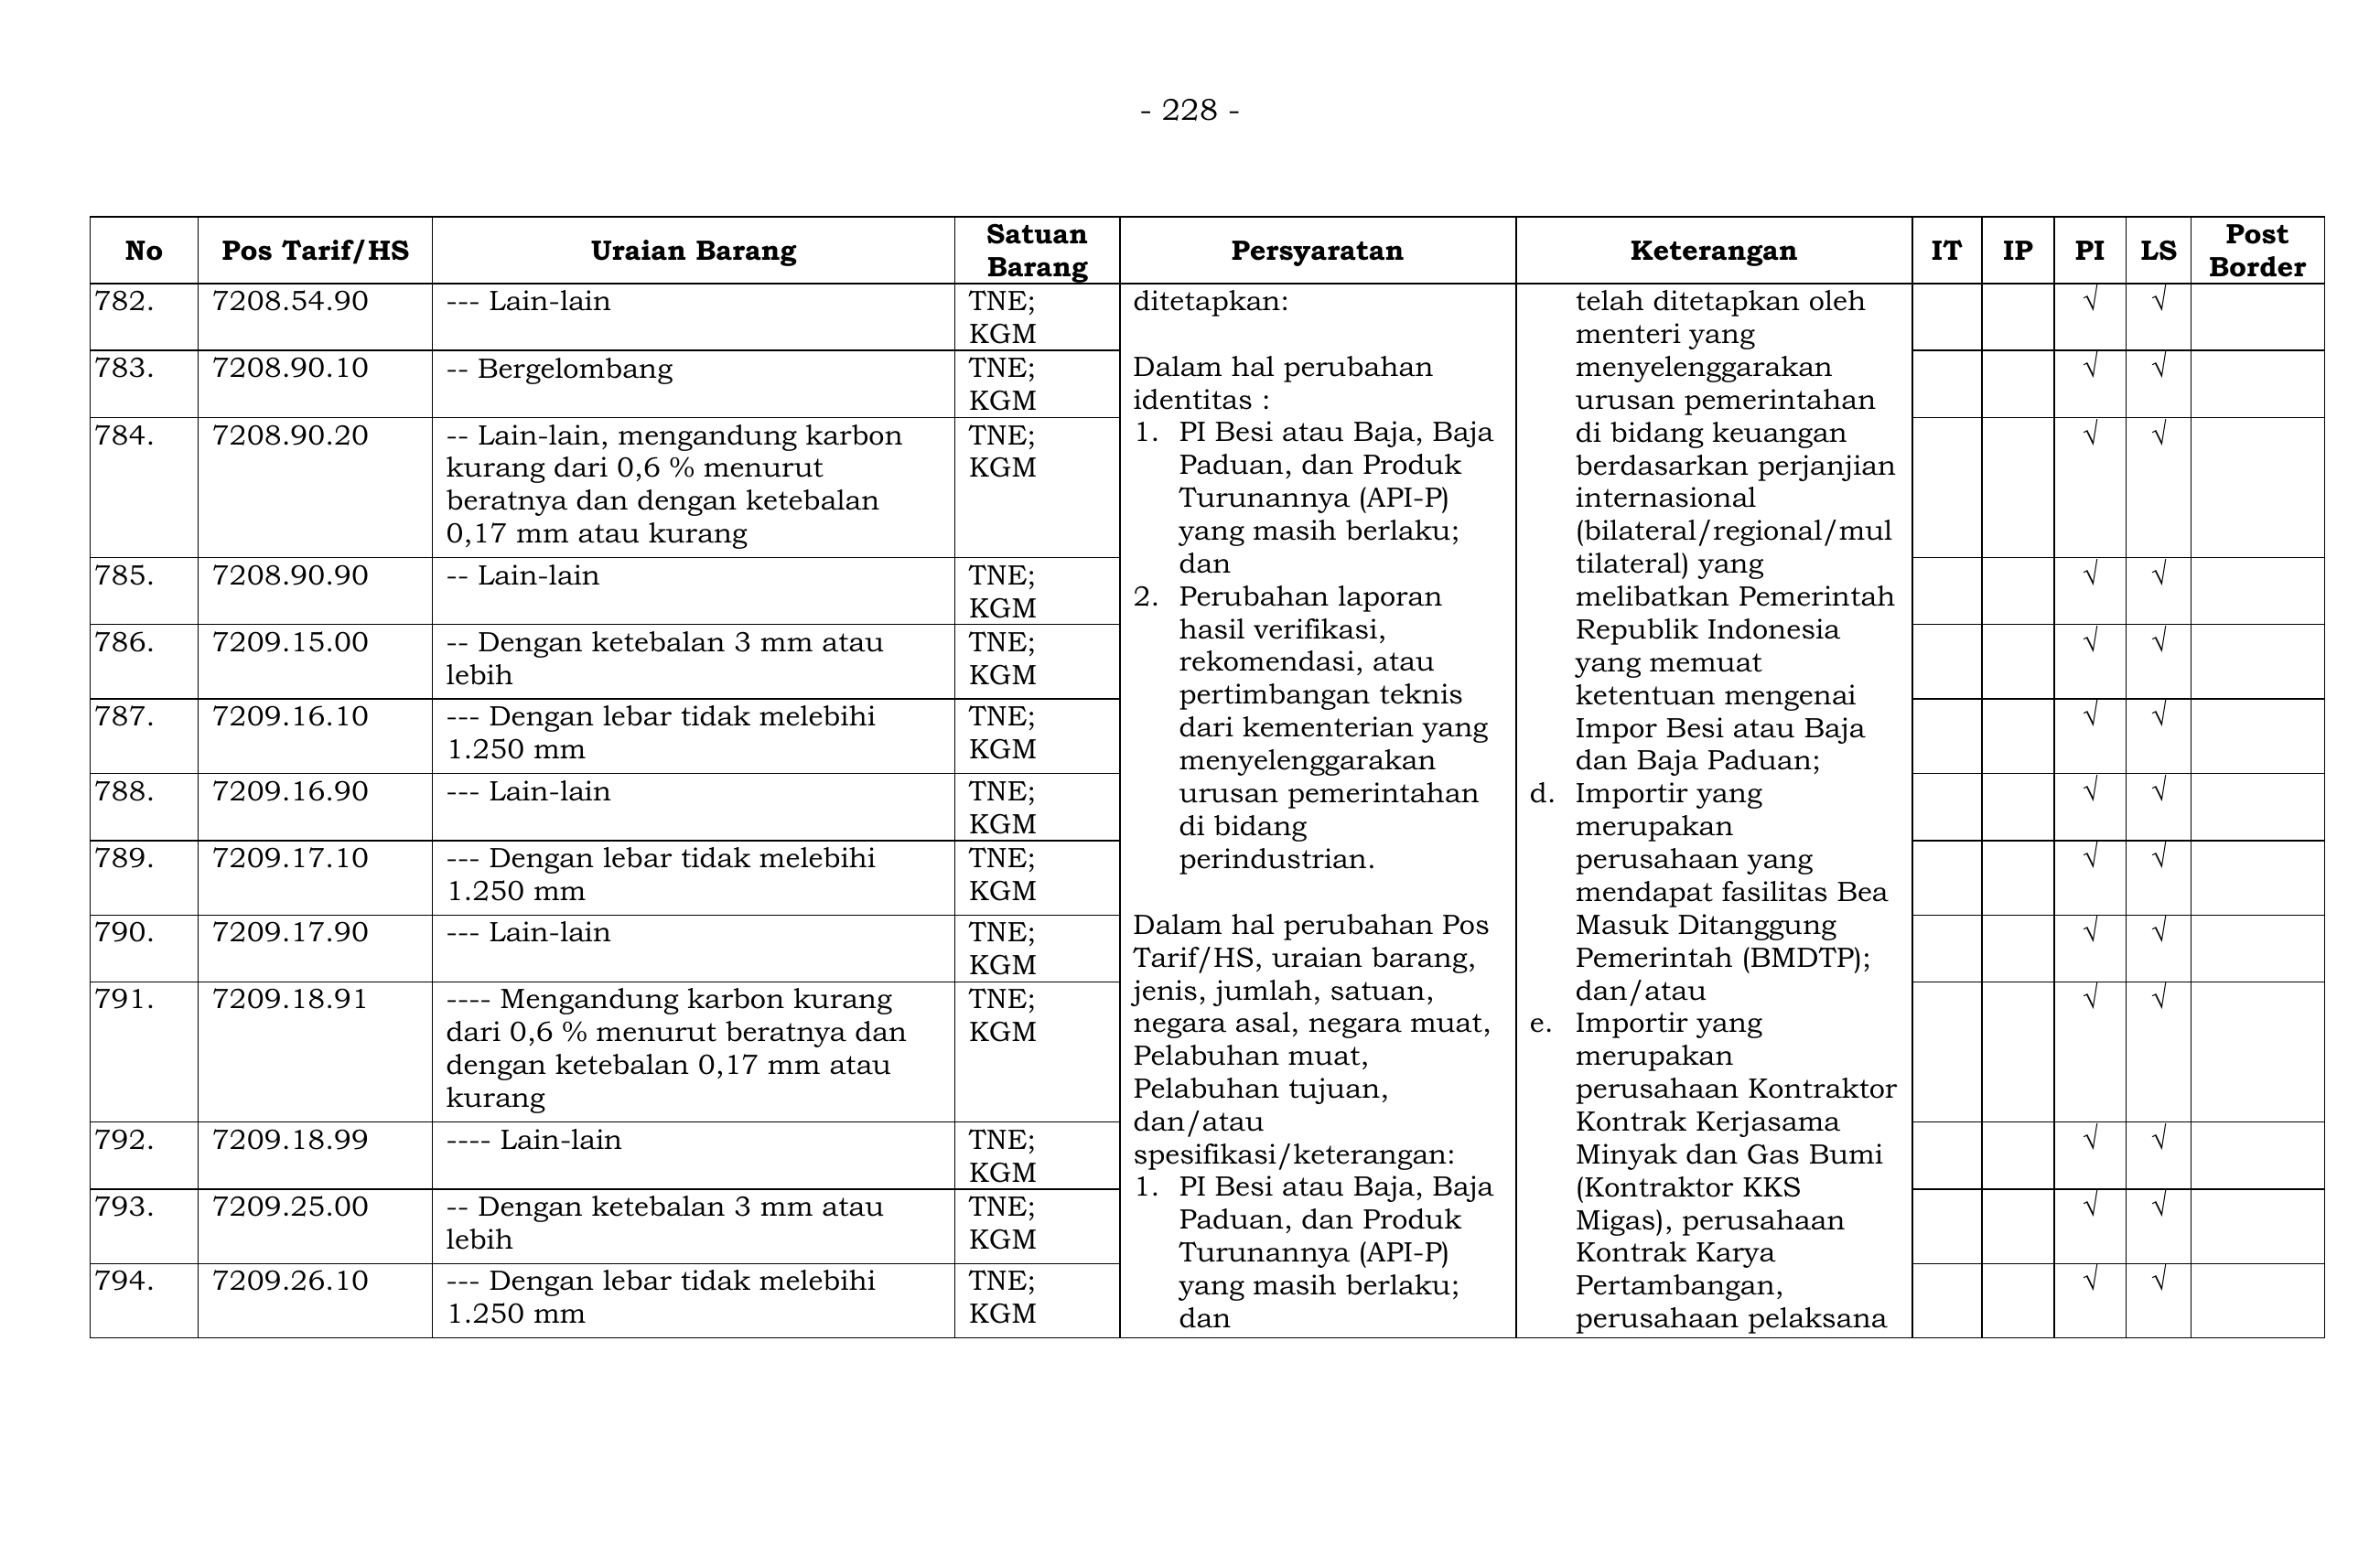 - 228 -
No
Pos Tarif/HS
Uraian Barang
Satuan
Barang
Persyaratan
Keterangan
IT
IP
PI
LS
Post
Border
782.
7208.54.90
--- Lain-lain
TNE;
KGM
√
√
783.
7208.90.10
-- Bergelombang
TNE;
KGM
√
√
784.
7208.90.20
-- Lain-lain, mengandung karbon
kurang dari 0,6 % menurut
beratnya dan dengan ketebalan
0,17 mm atau kurang
TNE;
KGM
√
√
785.
7208.90.90
-- Lain-lain
TNE;
KGM
√
√
786.
7209.15.00
-- Dengan ketebalan 3 mm atau
lebih
TNE;
KGM
√
√
787.
7209.16.10
--- Dengan lebar tidak melebihi
1.250 mm
TNE;
KGM
√
√
788.
7209.16.90
--- Lain-lain
TNE;
KGM
√
√
789.
7209.17.10
--- Dengan lebar tidak melebihi
1.250 mm
TNE;
KGM
√
√
790.
7209.17.90
--- Lain-lain
TNE;
KGM
√
√
791.
7209.18.91
---- Mengandung karbon kurang
dari 0,6 % menurut beratnya dan
dengan ketebalan 0,17 mm atau
kurang
TNE;
KGM
√
√
792.
7209.18.99
---- Lain-lain
TNE;
KGM
√
√
793.
7209.25.00
-- Dengan ketebalan 3 mm atau
lebih
TNE;
KGM
√
√
794.
7209.26.10
--- Dengan lebar tidak melebihi
1.250 mm
TNE;
KGM
√
√
ditetapkan:
Dalam hal perubahan
identitas :
1. PI Besi atau Baja, Baja
Paduan, dan Produk
Turunannya (API-P)
yang masih berlaku;
dan
2. Perubahan laporan
hasil verifikasi,
rekomendasi, atau
pertimbangan teknis
dari kementerian yang
menyelenggarakan
urusan pemerintahan
di bidang
perindustrian.
Dalam hal perubahan Pos
Tarif/HS, uraian barang,
jenis, jumlah, satuan,
negara asal, negara muat,
Pelabuhan muat,
Pelabuhan tujuan,
dan/atau
spesifikasi/keterangan:
1. PI Besi atau Baja, Baja
Paduan, dan Produk
Turunannya (API-P)
yang masih berlaku;
dan
telah ditetapkan oleh
menteri yang
menyelenggarakan
urusan pemerintahan
di bidang keuangan
berdasarkan perjanjian
internasional
(bilateral/regional/mul
tilateral) yang
melibatkan Pemerintah
Republik Indonesia
yang memuat
ketentuan mengenai
Impor Besi atau Baja
dan Baja Paduan;
d. Importir yang
merupakan
perusahaan yang
mendapat fasilitas Bea
Masuk Ditanggung
Pemerintah (BMDTP);
dan/atau
e. Importir yang
merupakan
perusahaan Kontraktor
Kontrak Kerjasama
Minyak dan Gas Bumi
(Kontraktor KKS
Migas), perusahaan
Kontrak Karya
Pertambangan,
perusahaan pelaksana